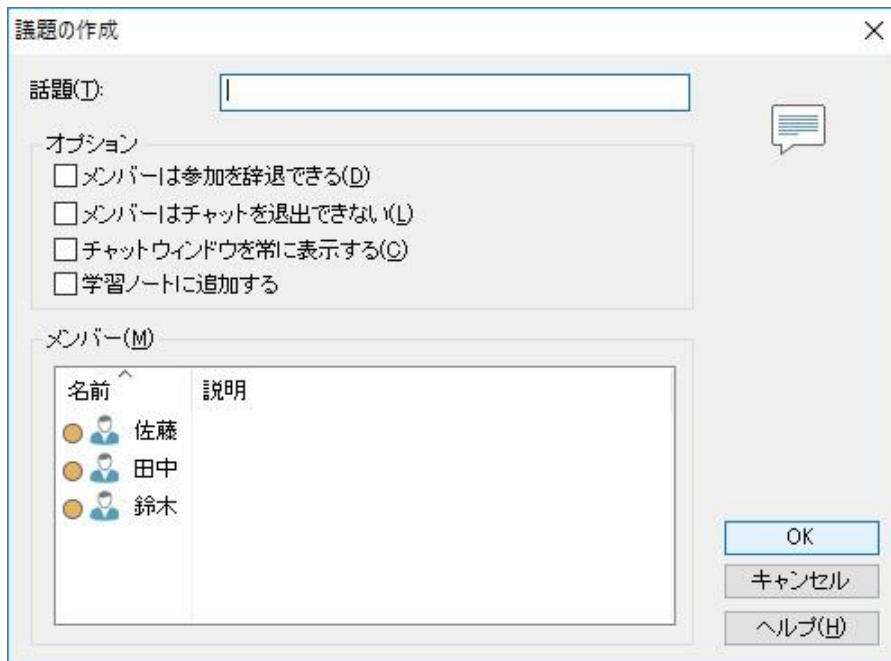 議題の作成
話題(T):
オプション
メンバーは参加を辞退できる(D)
メンバーはチャットを退出できない(L)
チャットウィンドウを常に表示する(C)
学習ノートに追加する
メンバー(M)
名前 説明
佐藤
田中
鈴木
OK
キャンセル
ヘルプ(H)